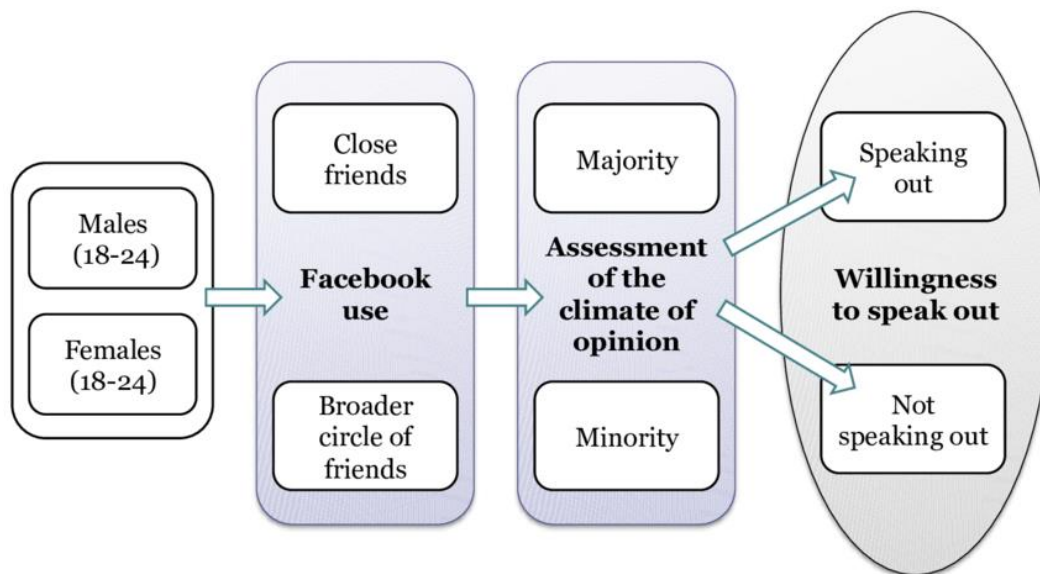 Males
(18-24)
Females
(18-24)
Close
friends
Facebook
use
Broader
circle of
friends
Majority
Assessment
of the
climate of
opinion
Minority
Speaking
out
Willingness
to speak out
Not
speaking out